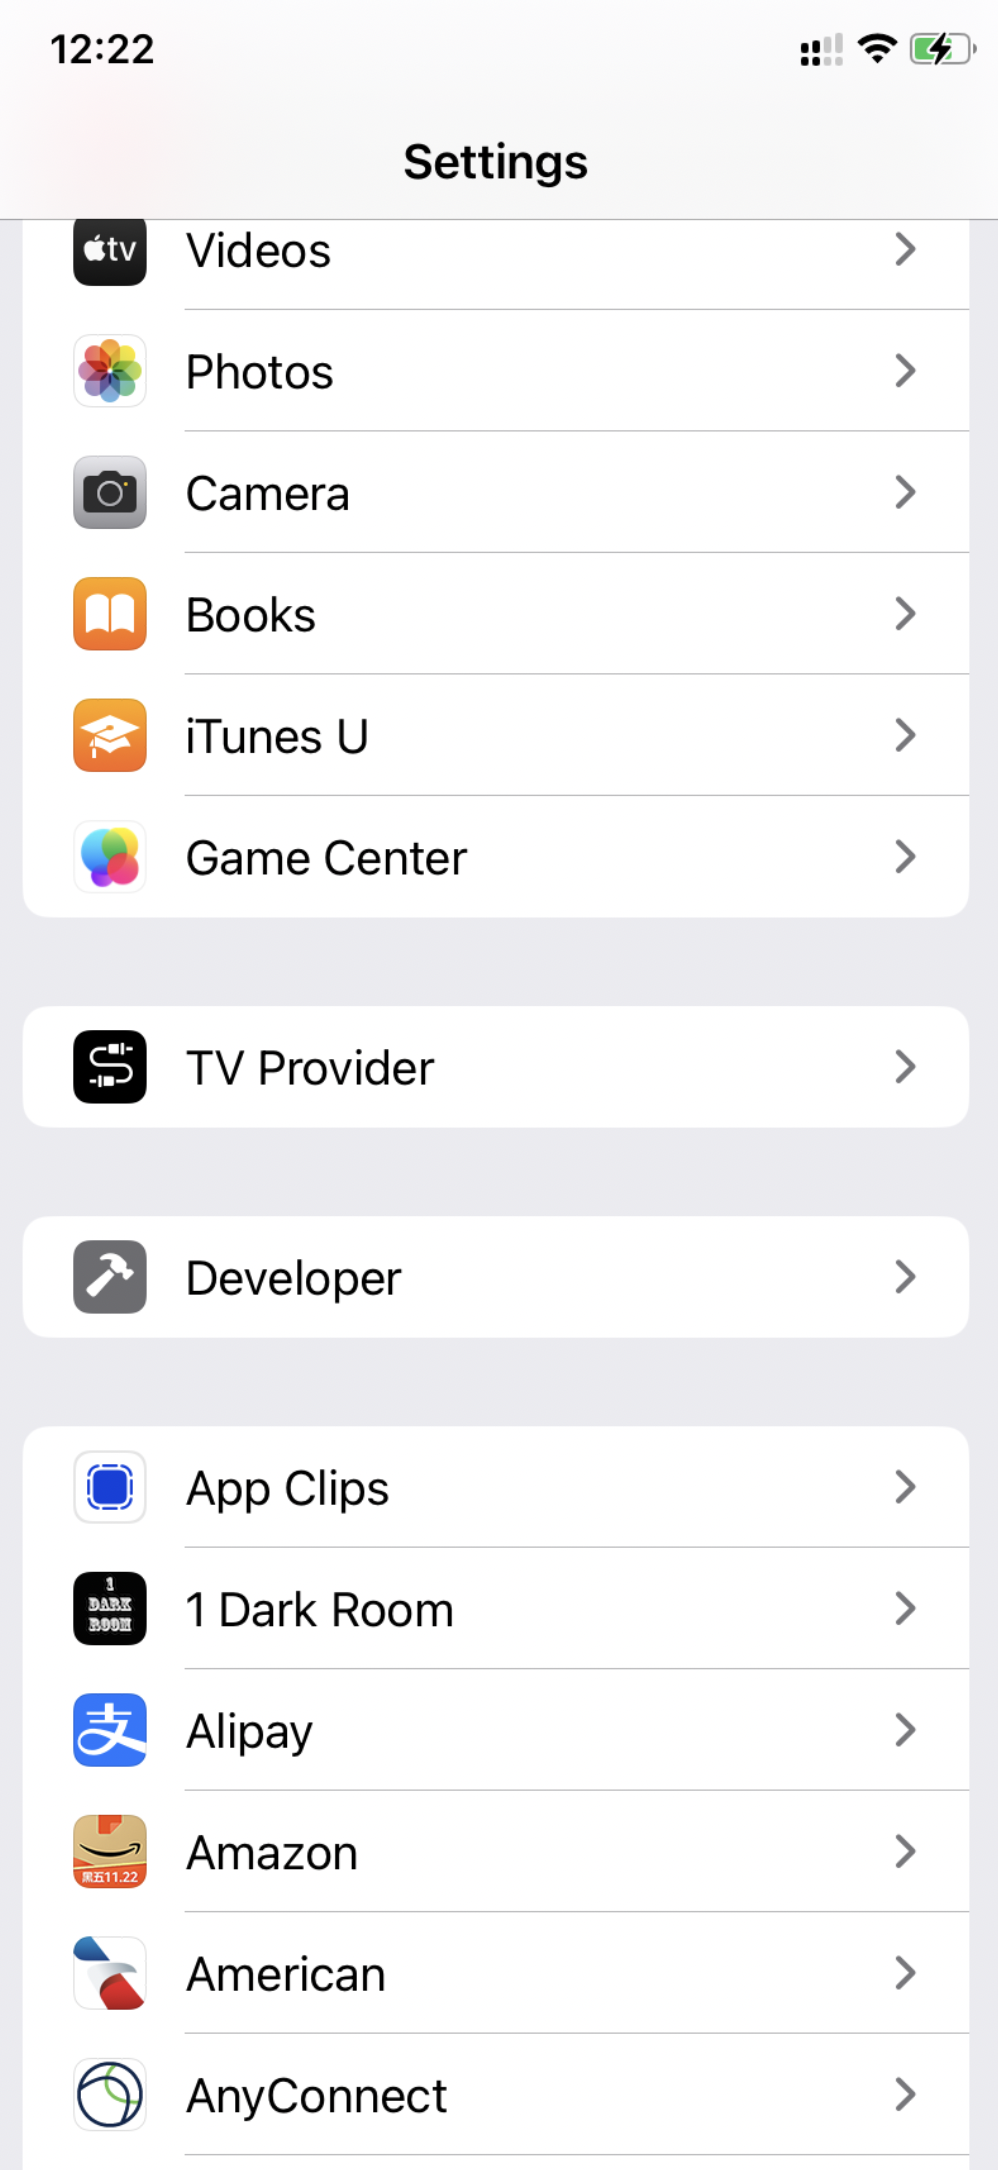 12:22
Settings
tv
Videos
Photos
Camera
Books
iTunes U
Game Center
TV Provider
Developer
App Clips
1
DARK
ROOM
1 Dark Room
支
Alipay
黑五11.22
Amazon
American
AnyConnect